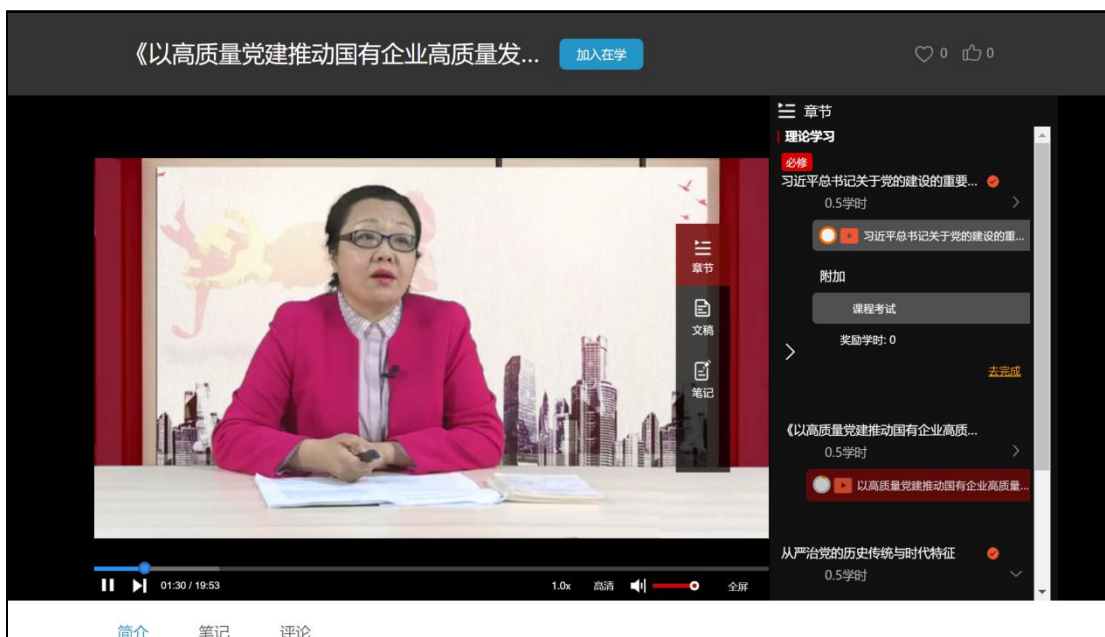 《以高质量党建推动国有企业高质量发...
加入在学
0
0
章节
理论学习
必修
习近平总书记关于党的建设的重要...
0.5学时
习近平总书记关于党的建设的重...
附加
课程考试
奖励学时: 0
去完成
《以高质量党建推动国有企业高质...
0.5学时
以高质量党建推动国有企业高质量...
从严治党的历史传统与时代特征
0.5学时
章节
文稿
笔记
01:30 / 19:53
1.0x
高清
全屏
简介
笔记
评论